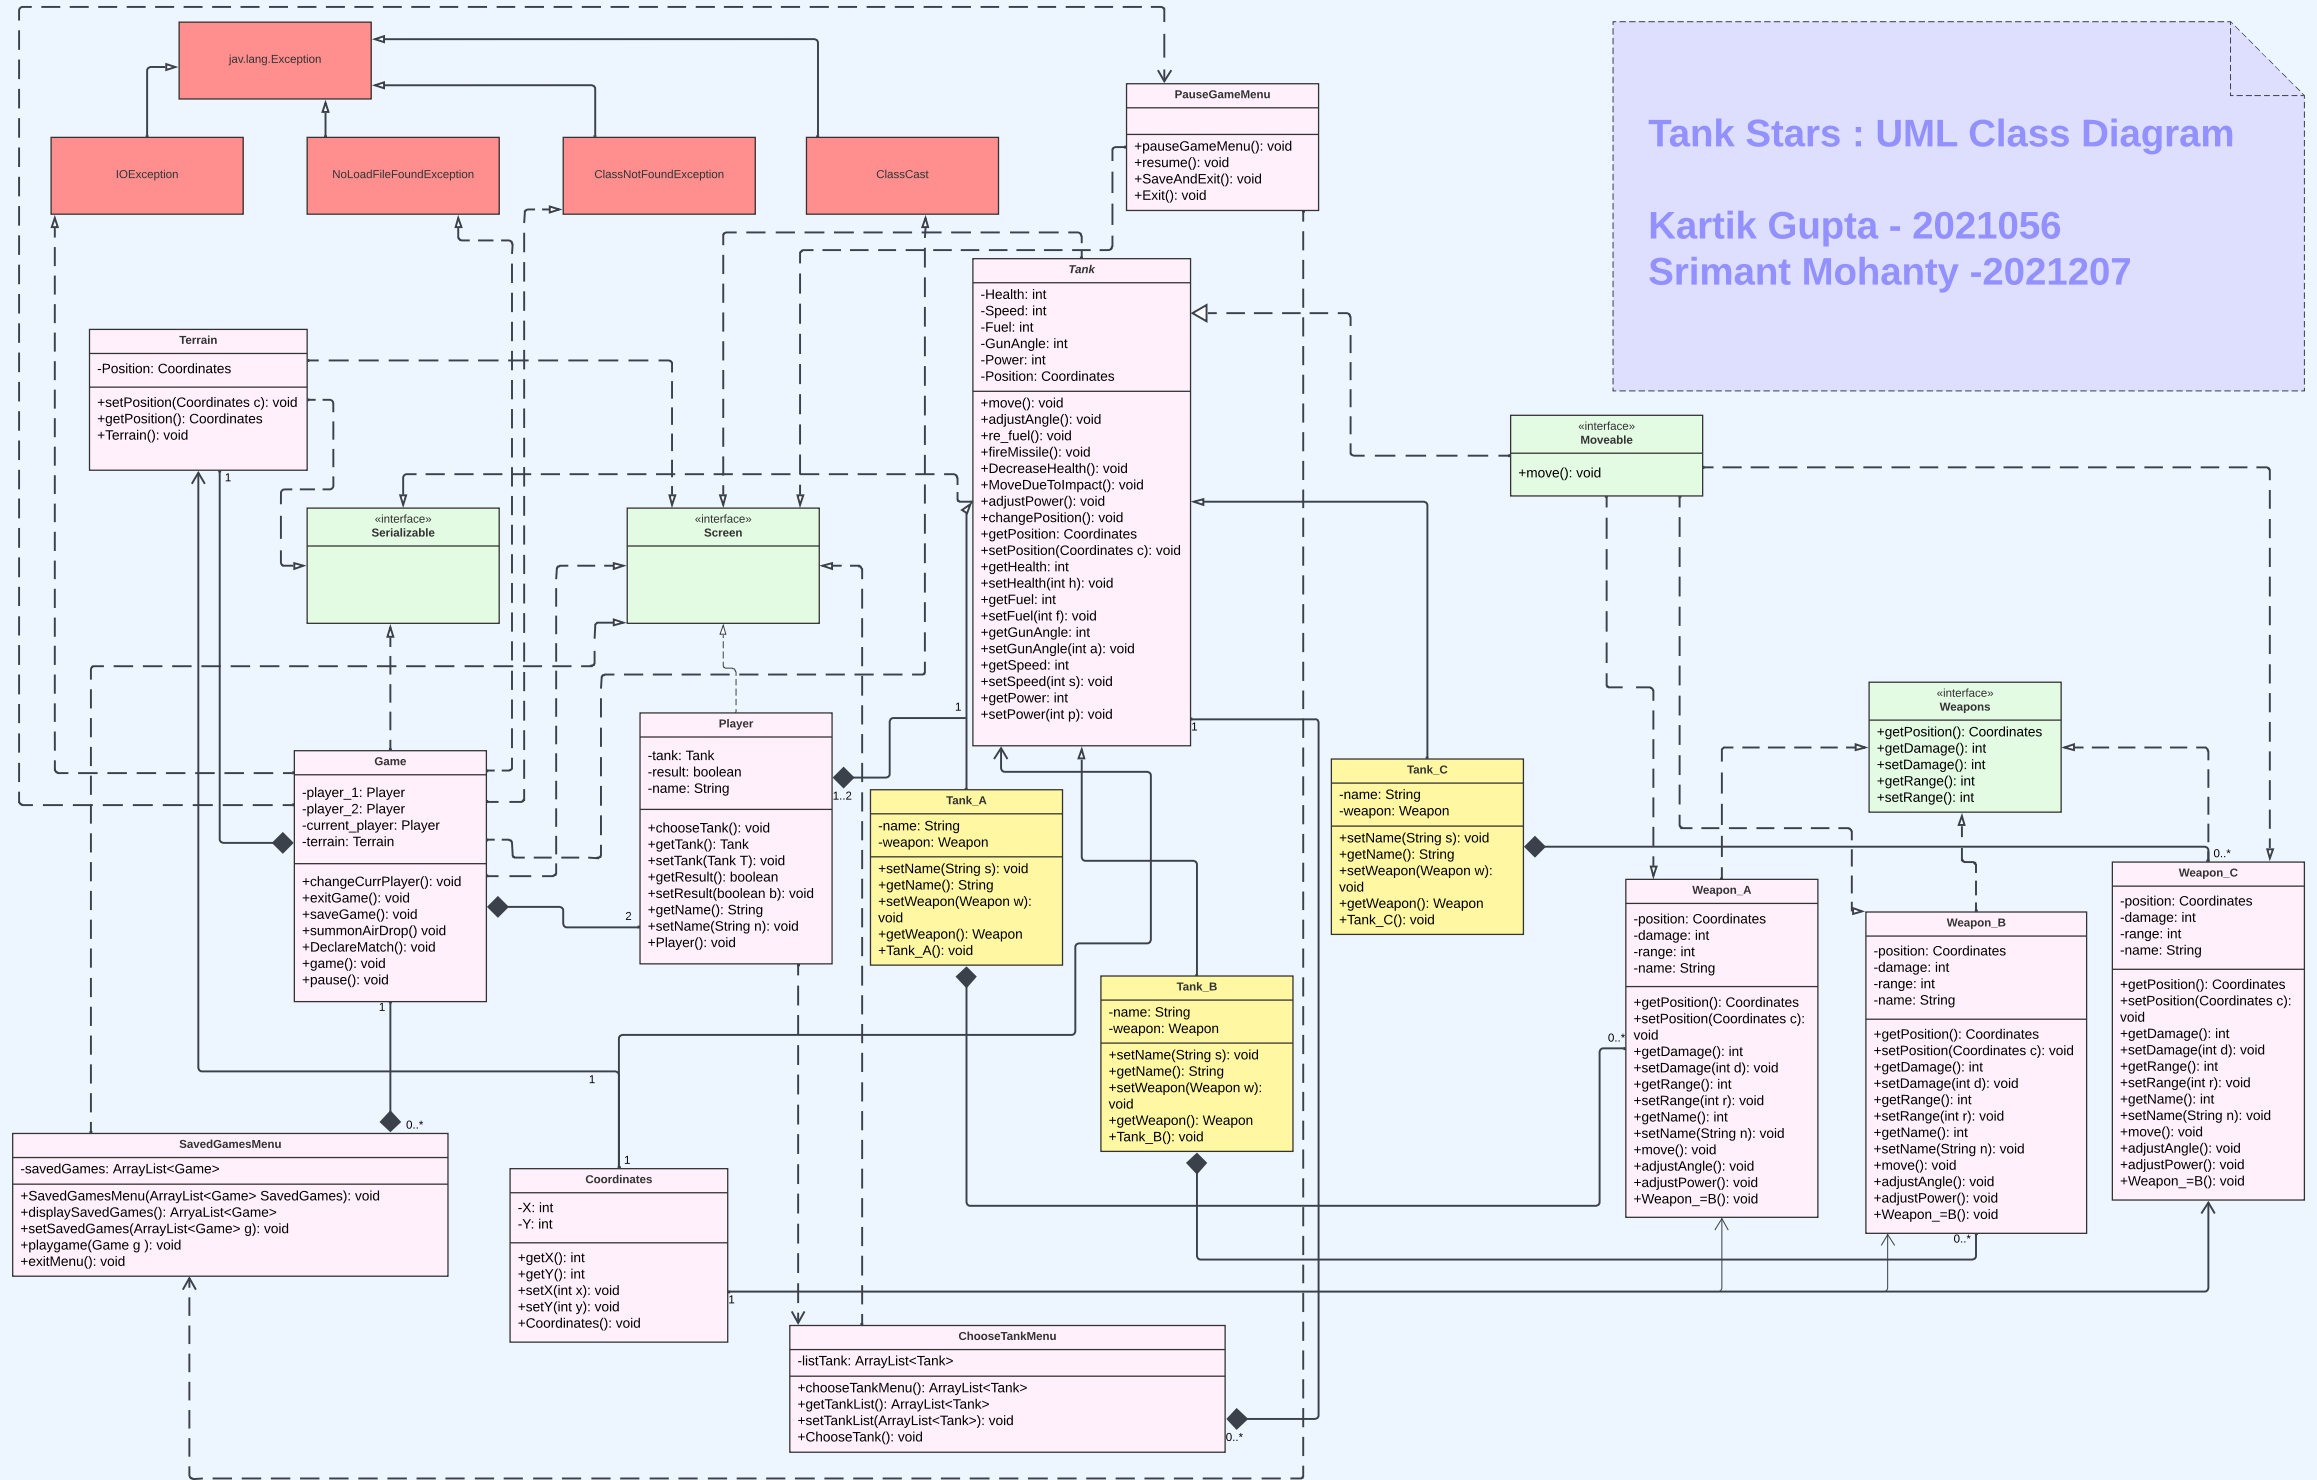 jav.lang.Exception
IOException
NoLoadFileFoundException
ClassNotFoundException
ClassCast
PauseGameMenu
+pauseGameMenu(): void
+resume(): void
+SaveAndExit(): void
+Exit(): void
Tank Stars : UML Class Diagram
Kartik Gupta - 2021056
Srimant Mohanty -2021207
Tank
-Health: int
-Speed: int
-Fuel: int
-GunAngle: int
-Power: int
-Position: Coordinates
+move(): void
+adjustAngle(): void
+re_fuel(): void
+fireMissile(): void
+DecreaseHealth(): void
+MoveDueToImpact(): void
+adjustPower(): void
+changePosition(): void
+getPosition: Coordinates
+setPosition(Coordinates c): void
+getHealth: int
+setHealth(int h): void
+getFuel: int
+setFuel(int f): void
+getGunAngle: int
+setGunAngle(int a): void
+getSpeed: int
+setSpeed(int s): void
+getPower: int
+setPower(int p): void
1
1
Terrain
-Position: Coordinates
+setPosition(Coordinates c): void
+getPosition(): Coordinates
+Terrain(): void
1
«interface»
Serializable
«interface»
Screen
«interface»
Moveable
+move(): void
«interface»
Weapons
+getPosition(): Coordinates
+getDamage(): int
+setDamage(): int
+getRange(): int
+setRange(): int
Game
-player_1: Player
-player_2: Player
-current_player: Player
-terrain: Terrain
+changeCurrPlayer(): void
+exitGame(): void
+saveGame(): void
+summonAirDrop() void
+DeclareMatch(): void
+game(): void
+pause(): void
1
2
Player
-tank: Tank
-result: boolean
-name: String
+chooseTank(): void
+getTank(): Tank
+setTank(Tank T): void
+getResult(): boolean
+setResult(boolean b): void
+getName(): String
+setName(String n): void
+Player(): void
1..2
Tank_A
-name: String
-weapon: Weapon
+setName(String s): void
+getName(): String
+setWeapon(Weapon w):
void
+getWeapon(): Weapon
+Tank_A(): void
Tank_C
-name: String
-weapon: Weapon
+setName(String s): void
+getName(): String
+setWeapon(Weapon w):
void
+getWeapon(): Weapon
+Tank_C(): void
Tank_B
-name: String
-weapon: Weapon
+setName(String s): void
+getName(): String
+setWeapon(Weapon w):
void
+getWeapon(): Weapon
+Tank_B(): void
0..*
Weapon_A
-position: Coordinates
-damage: int
-range: int
-name: String
+getPosition(): Coordinates
+setPosition(Coordinates c):
void
+getDamage(): int
+setDamage(int d): void
+getRange(): int
+setRange(int r): void
+getName(): int
+setName(String n): void
+move(): void
+adjustAngle(): void
+adjustPower(): void
+Weapon_=B(): void
Weapon_B
-position: Coordinates
-damage: int
-range: int
-name: String
+getPosition(): Coordinates
+setPosition(Coordinates c): void
+getDamage(): int
+setDamage(int d): void
+getRange(): int
+setRange(int r): void
+getName(): int
+setName(String n): void
+move(): void
+adjustAngle(): void
+adjustPower(): void
+Weapon_=B(): void
0..*
0..*
Weapon_C
-position: Coordinates
-damage: int
-range: int
-name: String
+getPosition(): Coordinates
+setPosition(Coordinates c):
void
+getDamage(): int
+setDamage(int d): void
+getRange(): int
+setRange(int r): void
+getName(): int
+setName(String n): void
+move(): void
+adjustAngle(): void
+adjustPower(): void
+Weapon_=B(): void
0..*
SavedGamesMenu
-savedGames: ArrayList<Game>
+SavedGamesMenu(ArrayList<Game> SavedGames): void
+displaySavedGames(): ArryaList<Game>
+setSavedGames(ArrayList<Game> g): void
+playgame(Game g ): void
+exitMenu(): void
1
1
Coordinates
-X: int
-Y: int
+getX(): int
+getY(): int
+setX(int x): void
+setY(int y): void
+Coordinates(): void
1
ChooseTankMenu
-listTank: ArrayList<Tank>
+chooseTankMenu(): ArrayList<Tank>
+getTankList(): ArrayList<Tank>
+setTankList(ArrayList<Tank>): void
+ChooseTank(): void
0..*